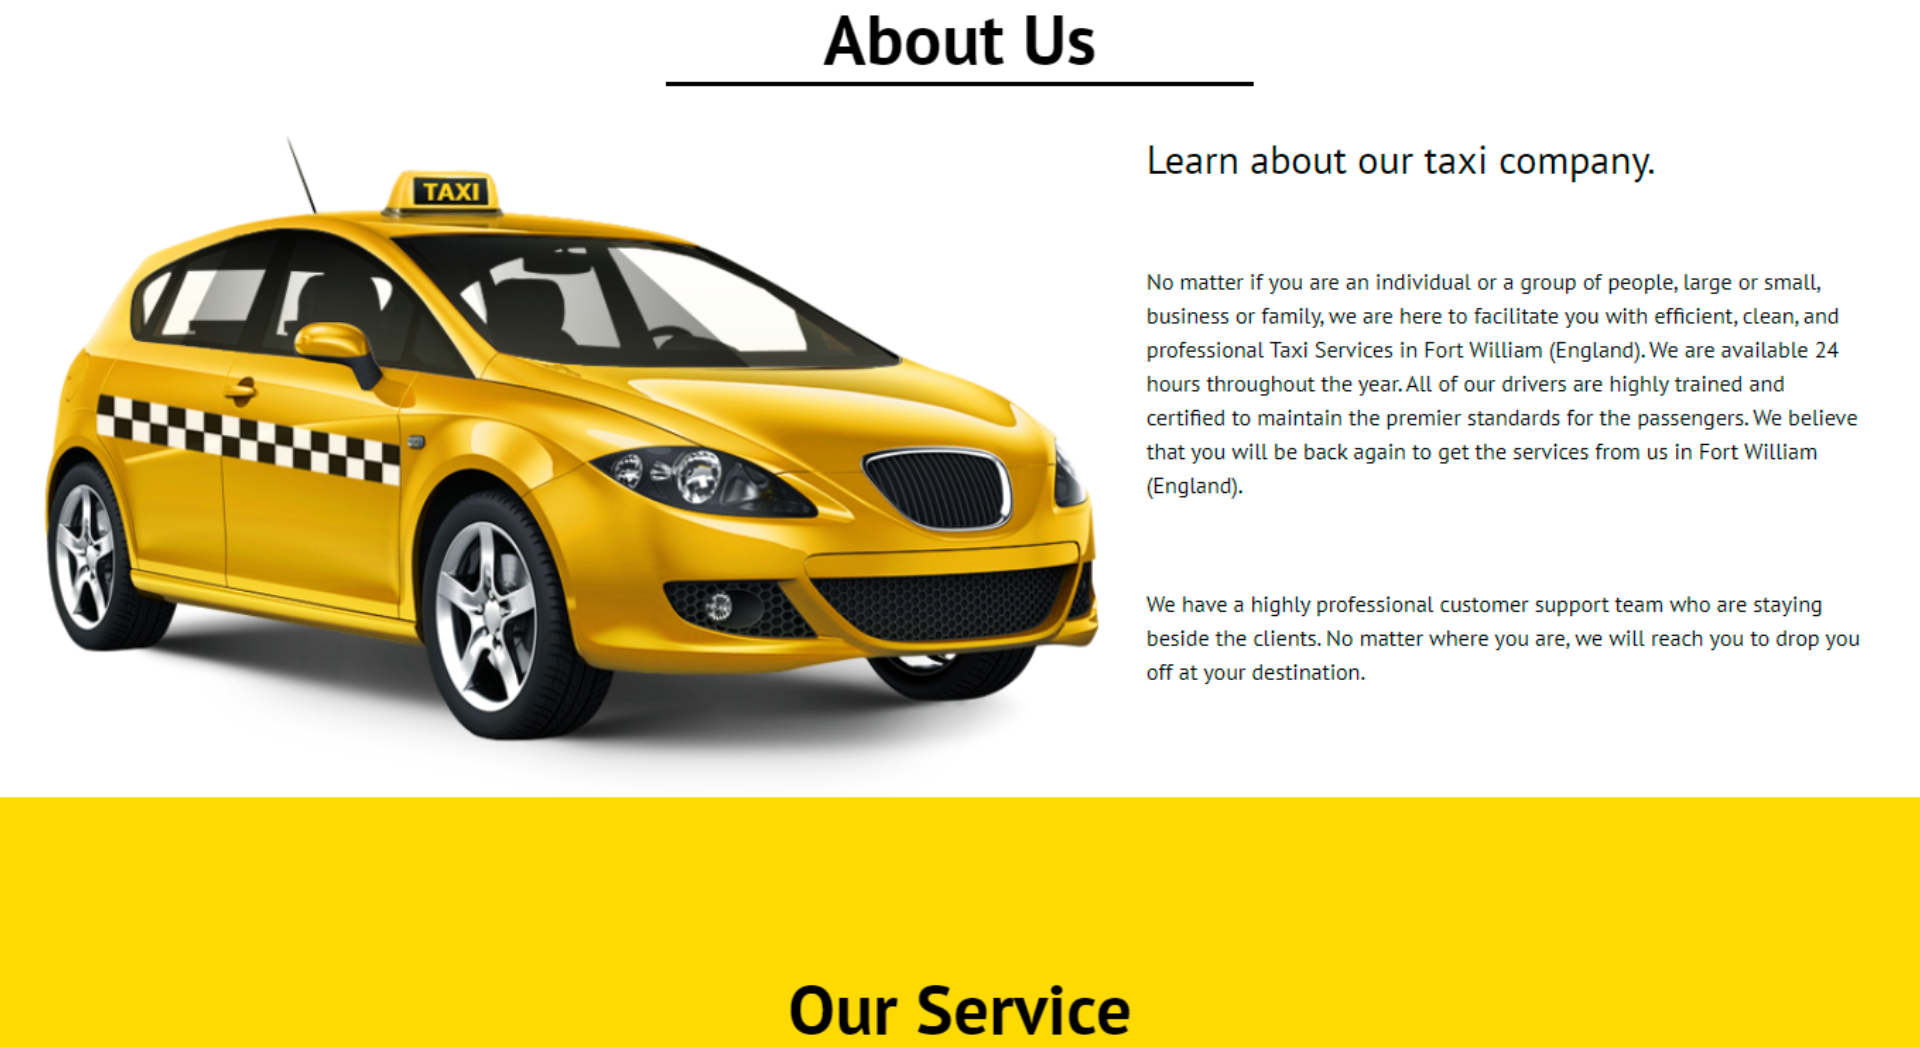 About Us
TAXI
Learn about our taxi company.
No matter if you are an individual or a group of people, large or small,
business or family, we are here to facilitate you with efficient, clean, and
professional Taxi Services in Fort William (England). We are available 24
hours throughout the year. All of our drivers are highly trained and
certified to maintain the premier standards for the passengers. We believe
that you will be back again to get the services from us in Fort William
(England).
We have a highly professional customer support team who are staying
beside the clients. No matter where you are, we will reach you to drop you
off at your destination.
Our Service